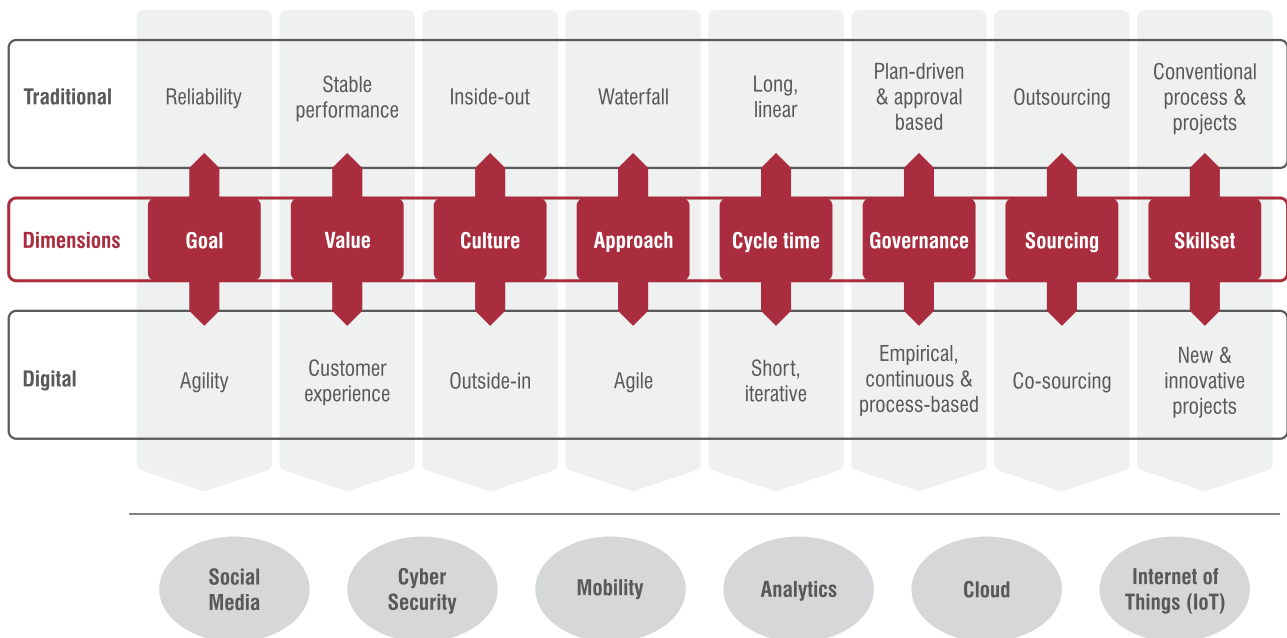 Traditional
Reliability
Stable
performance
Inside-out
Waterfall
Long,
linear
Plan-driven
& approval
based
Outsourcing
Conventional
process &
projects
Dimensions
Goal
Value
Culture
Approach
Cycle time
Governance
Sourcing
Skillset
Digital
Agility
Customer
experience
Outside-in
Agile
Short,
iterative
Empirical,
continuous &
process-based
Co-sourcing
New &
innovative
projects
Social
Media
Cyber
Security
Mobility
Analytics
Cloud
Internet of
Things (IoT)